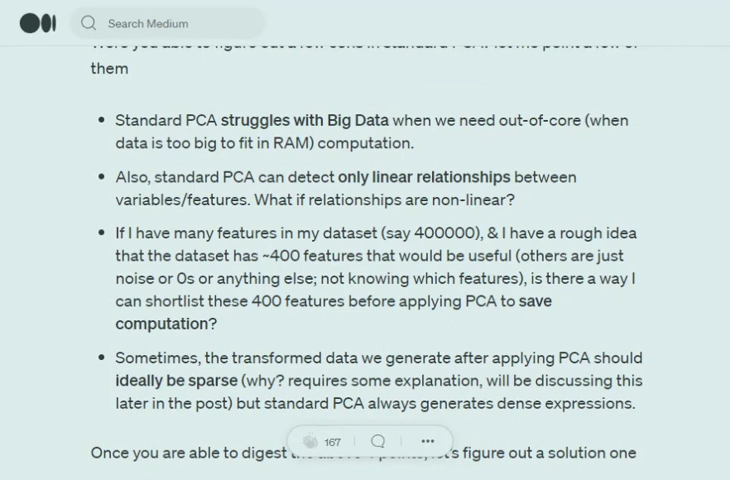 Search Medium
them
Standard PCA struggles with Big Data when we need out-of-core (when
data is too big to fit in RAM) computation.
Also, standard PCA can detect only linear relationships between
variables/features. What if relationships are non-linear?
If I have many features in my dataset (say 400000), & I have a rough idea
that the dataset has ~400 features that would be useful (others are just
noise or 0s or anything else; not knowing which features), is there a way I
can shortlist these 400 features before applying PCA to save
computation?
Sometimes, the transformed data we generate after applying PCA should
ideally be sparse (why? requires some explanation, will be discussing this
later in the post) but standard PCA always generates dense expressions.
167
Once you are able to digest let's figure out a solution one